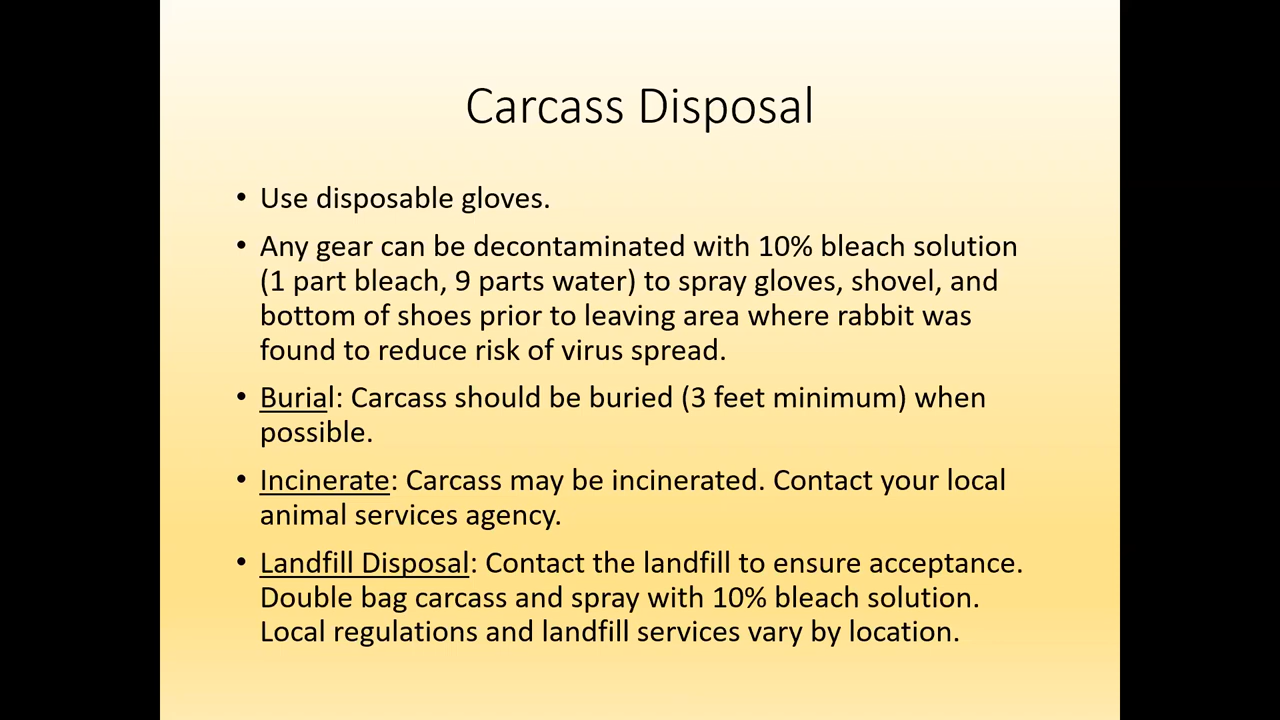 Carcass Disposal
• Use disposable gloves.
• Any gear can be decontaminated with 10% bleach solution
(1 part bleach, 9 parts water) to spray gloves, shovel, and
bottom of shoes prior to leaving area where rabbit was
found to reduce risk of virus spread.
• Burial: Carcass should be buried (3 feet minimum) when
possible.
• Incinerate: Carcass may be incinerated. Contact your local
animal services agency.
• Landfill Disposal: Contact the landfill to ensure acceptance.
Double bag carcass and spray with 10% bleach solution.
Local regulations and landfill services vary by location.